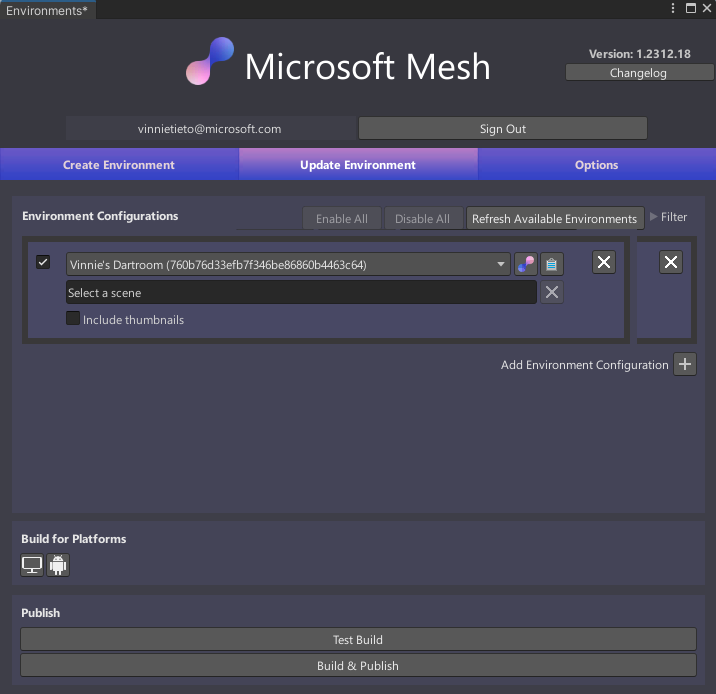 Environments*
Microsoft Mesh
Version: 1.2312.18
Changelog
vinnietieto@microsoft.com
Sign Out
Create Environment
Update Environment
Options
Environment Configurations
Enable All
Disable All
Refresh Available Environments
Filter
Vinnie's Dartroom (760b76d33efb7f346be86860b4463c64)
Select a scene
Include thumbnails
Add Environment Configuration
Build for Platforms
Publish
Test Build
Build & Publish